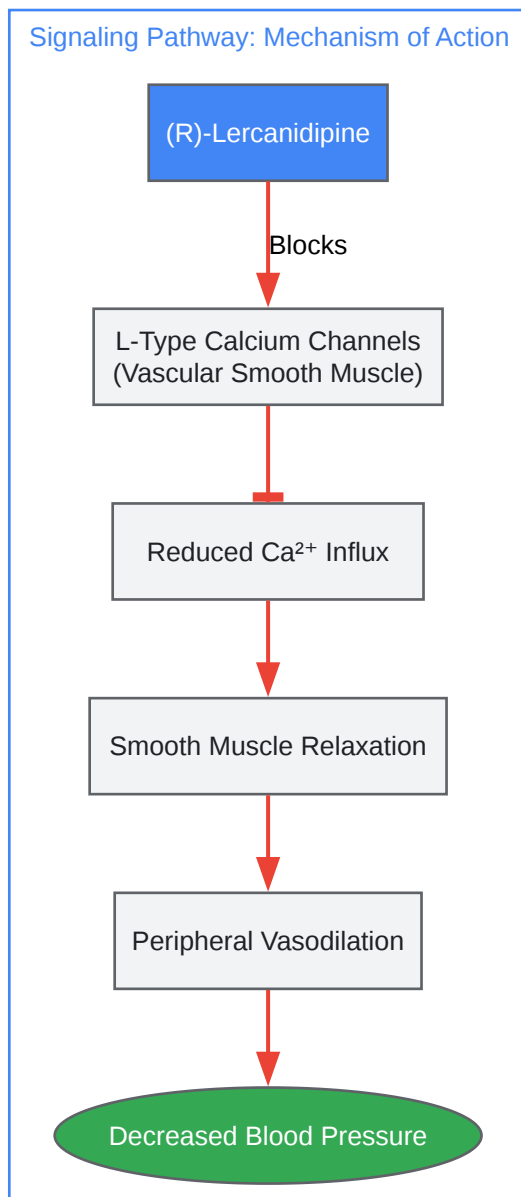 Signaling Pathway: Mechanism of Action
(R)-Lercanidipine
Blocks
L-Type Calcium Channels
(Vascular Smooth Muscle)
Reduced Ca²⁺ Influx
Smooth Muscle Relaxation
Peripheral Vasodilation
Decreased Blood Pressure